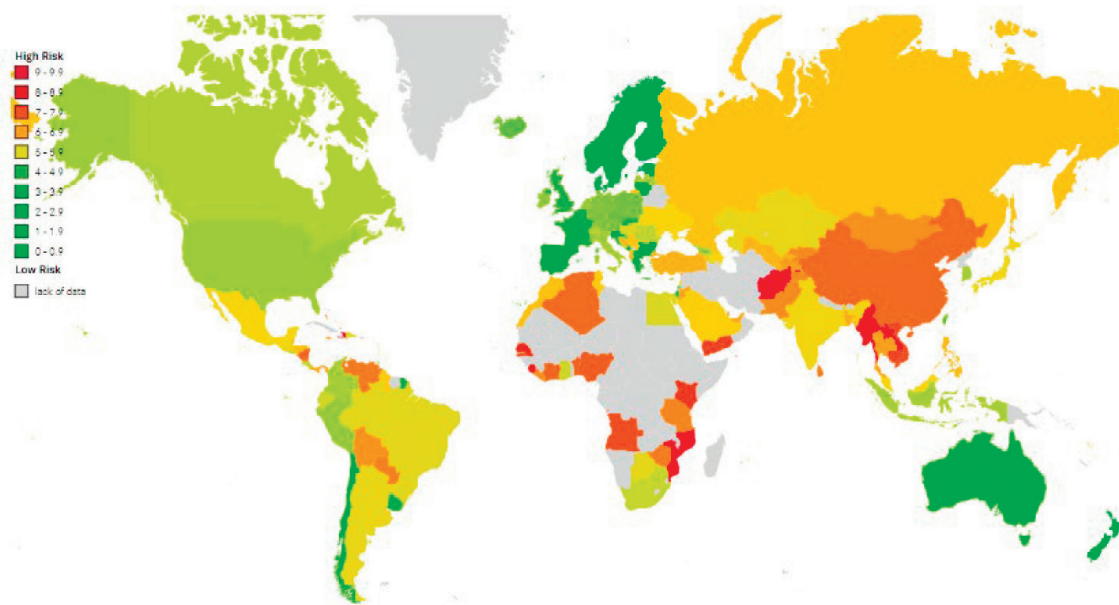 High Risk
9 - 9.9
8 - 8.9
7 - 7.9
6 - 6.9
5 - 5.9
4 - 4.9
3 - 3.9
2 - 2.9
1 - 1.9
0 - 0.9
Low Risk
lack of data